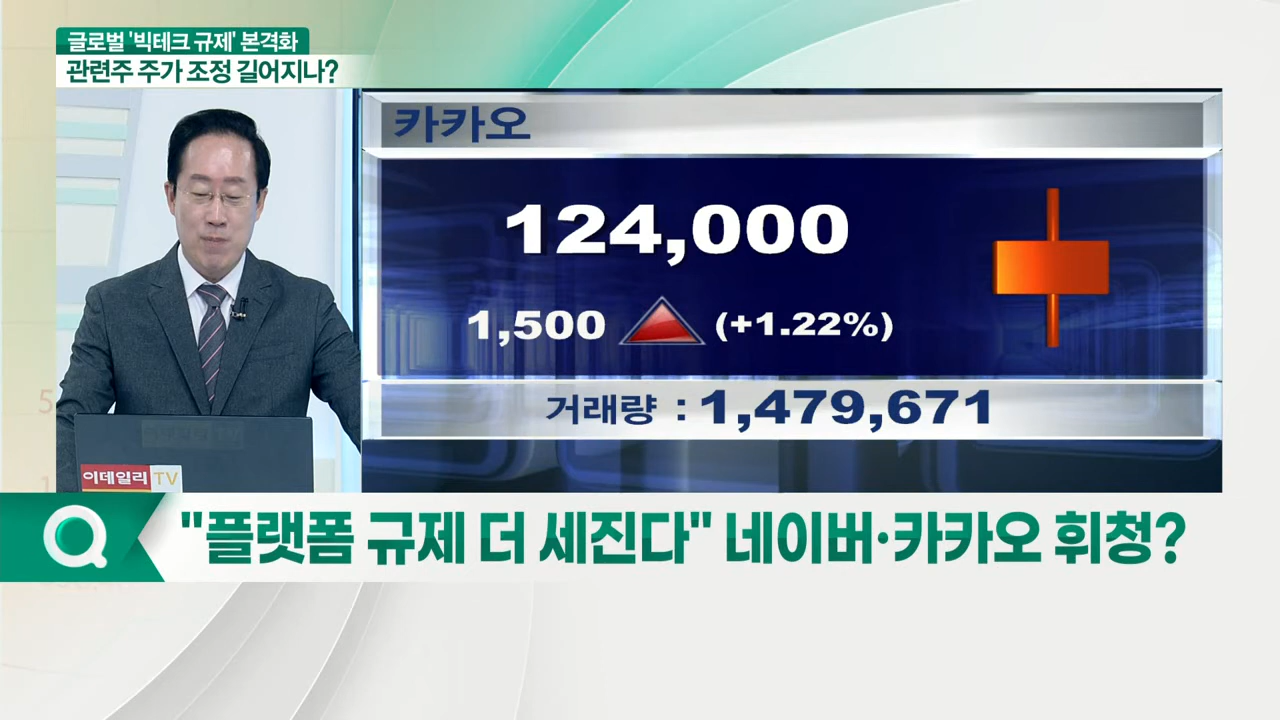 글로벌 '빅테크 규제' 본격화
관련주 주가 조정 길어지나?
카카오
124,000
1,500 ▲ (+1.22%)
거래량 : 1,479,671
이데일리 TV
Q "플랫폼 규제 더 세진다" 네이버·카카오 휘청?